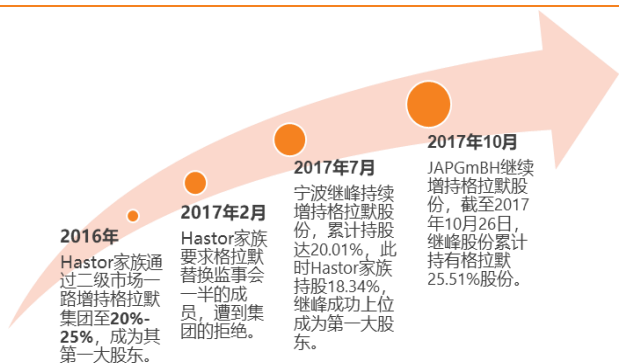 2016年
Hastor家族通
过二级市场一
路增持格拉默
集团至20%-
25%，成为其
第一大股东。
2017年2月
Hastor家族
要求格拉默
替换监事会
一半的成
员，遭到集
团的拒绝。
2017年7月
宁波继峰持续
增持格拉默股
份，累计持股
达20.01%，此
时Hastor家族
持股18.34%，
继峰成功上位
成为第一大股
东。
2017年10月
JAPGmBH继续
增持格拉默股
份，截至2017
年10月26日，
继峰股份累计
持有格拉默
25.51%股份。